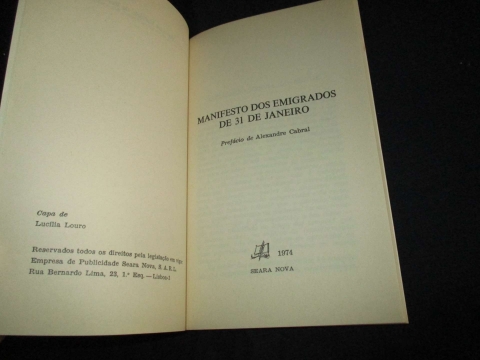 Capa de
Lucília Louro
Reservados todos os direitos pela legislação em vigor
Empresa de Publicidade Seara Nova, S.A.R.L.
Rua Bernardo Lima, 23, 1.º Esq. — Lisboa-1
MANIFESTO DOS EMIGRADOS
DE 31 DE JANEIRO
Prefácio de Alexandre Cabral
1974
SEARA NOVA